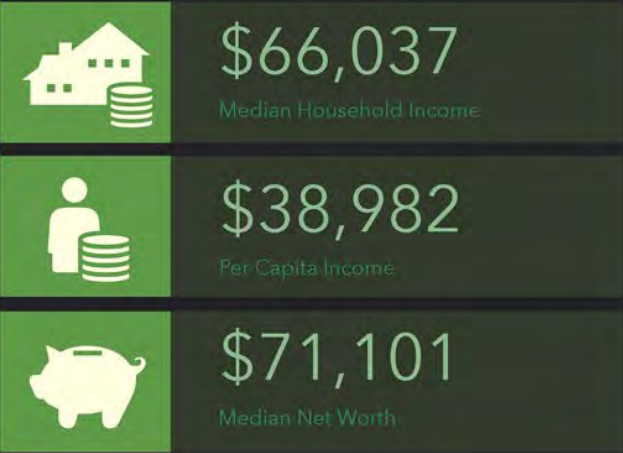 $66,037
Median Household Income
$38,982
Per Capita Income
$71,101
Median Net Worth